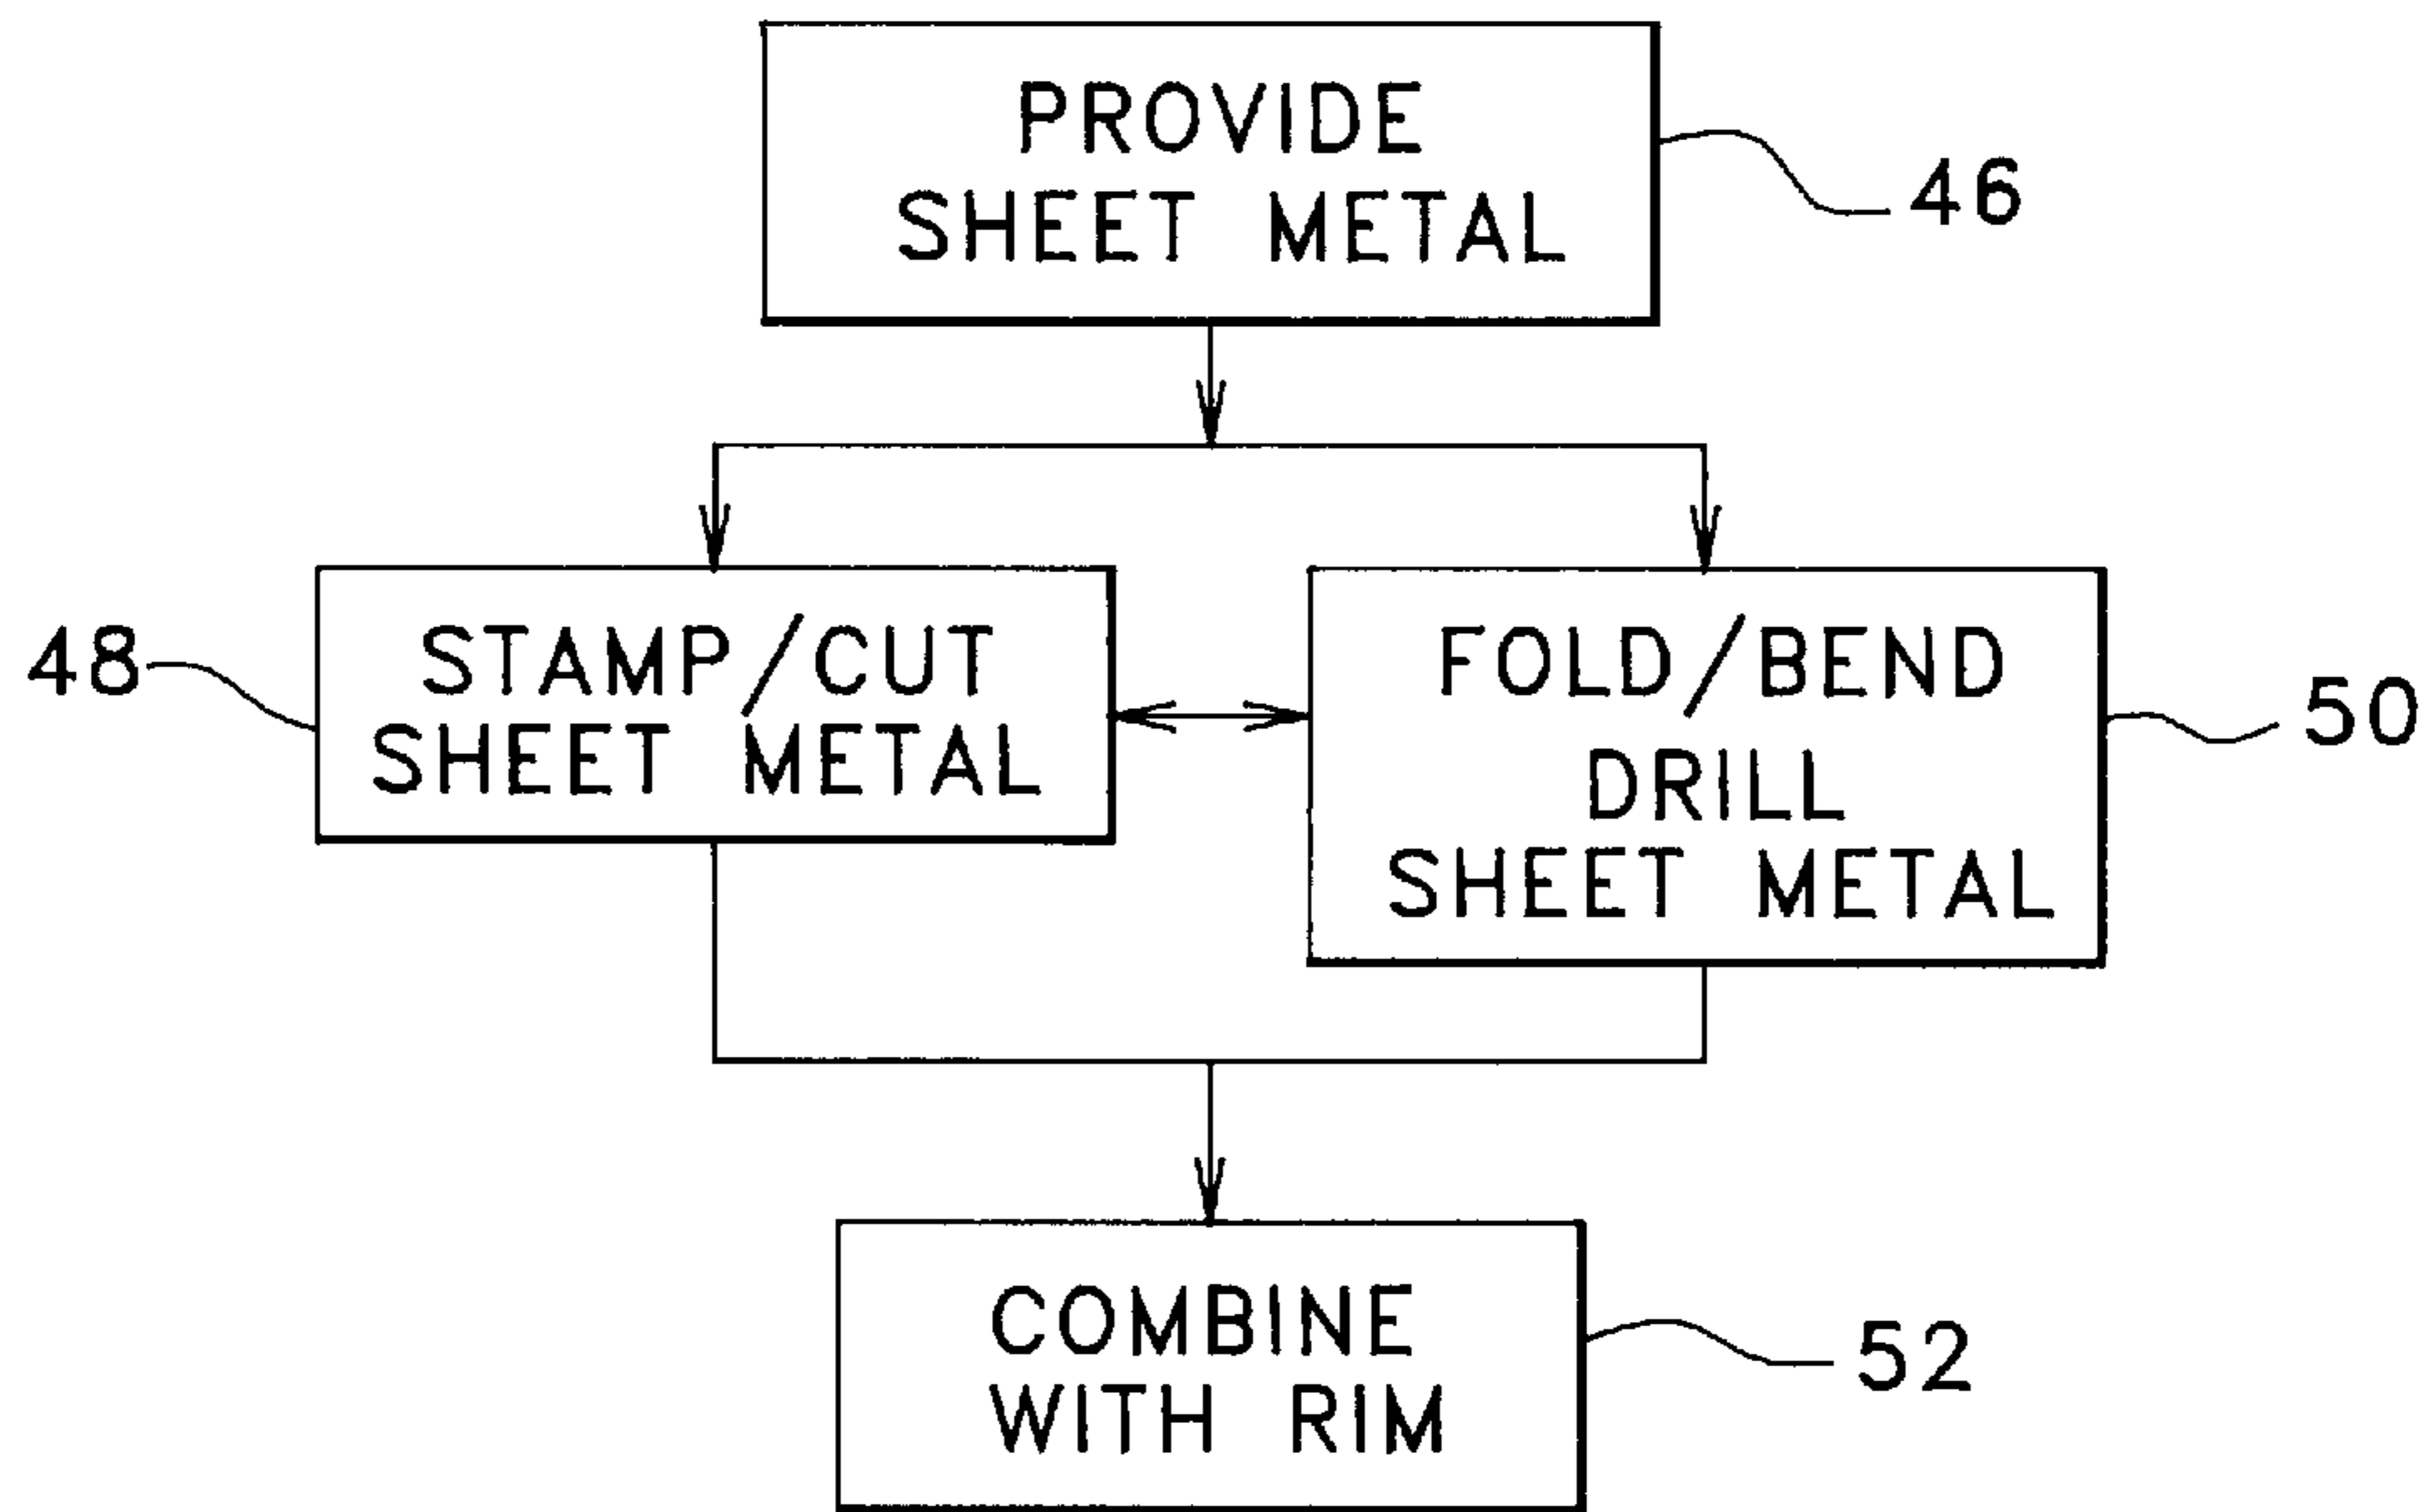 PROVIDE
SHEET METAL
46
48
STAMP/CUT
SHEET METAL
FOLD/BEND
DRILL
SHEET METAL
50
COMBINE
WITH RIM
52